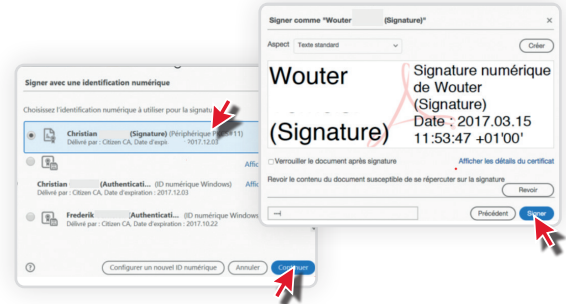 Signer avec une identification numérique
Choisissez l'identification numérique à utiliser pour la signatu
Christian (Signature) (Périphérique PKCS#11)
Délivré par : Citizen CA, Date d'expir 2017.12.03
Affic
Christian (Authenticati... (ID numérique Windows) Affic
Délivré par : Citizen CA, Date d'expiration : 2017.12.03
Frederik (Authenticati... (ID numérique Windows
Délivré par : Citizen CA, Date d'expiration : 2017.10.22
Configurer un nouvel ID numérique
Annuler
Continuer
Signer comme "Wouter (Signature)"
Aspect Texte standard
Créer
Wouter
(Signature)
Signature numérique
de Wouter
(Signature)
Date : 2017.03.15
11:53:47 +01'00'
Verrouiller le document après signature
Afficher les détails du certificat
Revoir le contenu du document susceptible de se répercuter sur la signature
Revoir
Précédent
Signer